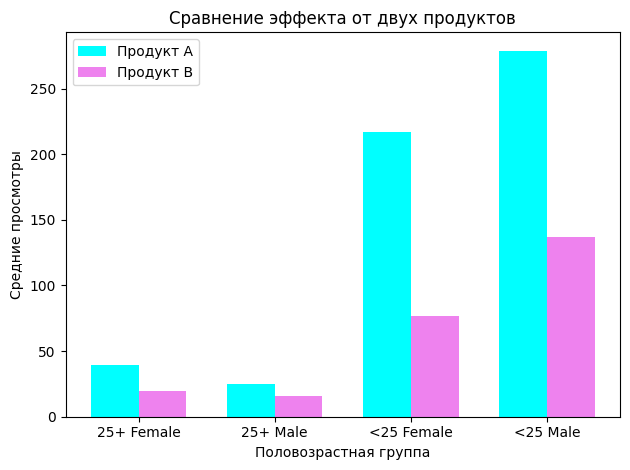 Сравнение эффекта от двух продуктов
Продукт A
Продукт B
Средние просмотры
250
200
150
100
50
0
25+ Female
25+ Male
<25 Female
<25 Male
Половозрастная группа